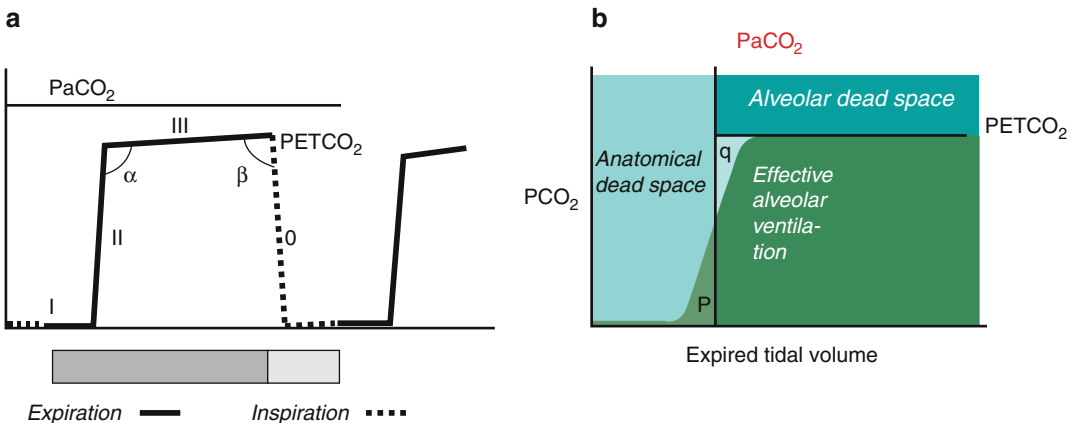 a
PaCO₂
III
PETCO₂
α
β
II
0
I
Expiration
Inspiration
b
PaCO₂
Alveolar dead space
PETCO₂
Anatomical
dead space
q
Effective
alveolar
ventila-
tion
PCO₂
P
Expired tidal volume